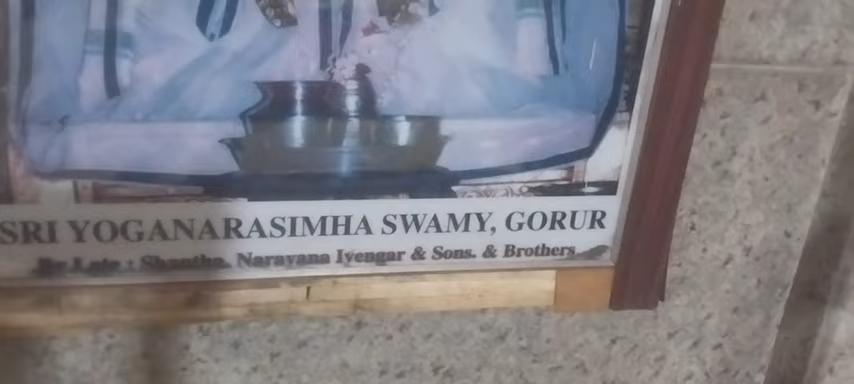 SRI YOGANARASIMHA SWAMY, GORUR
By Late : Shantha, Narayana Iyengar & Sons. & Brothers